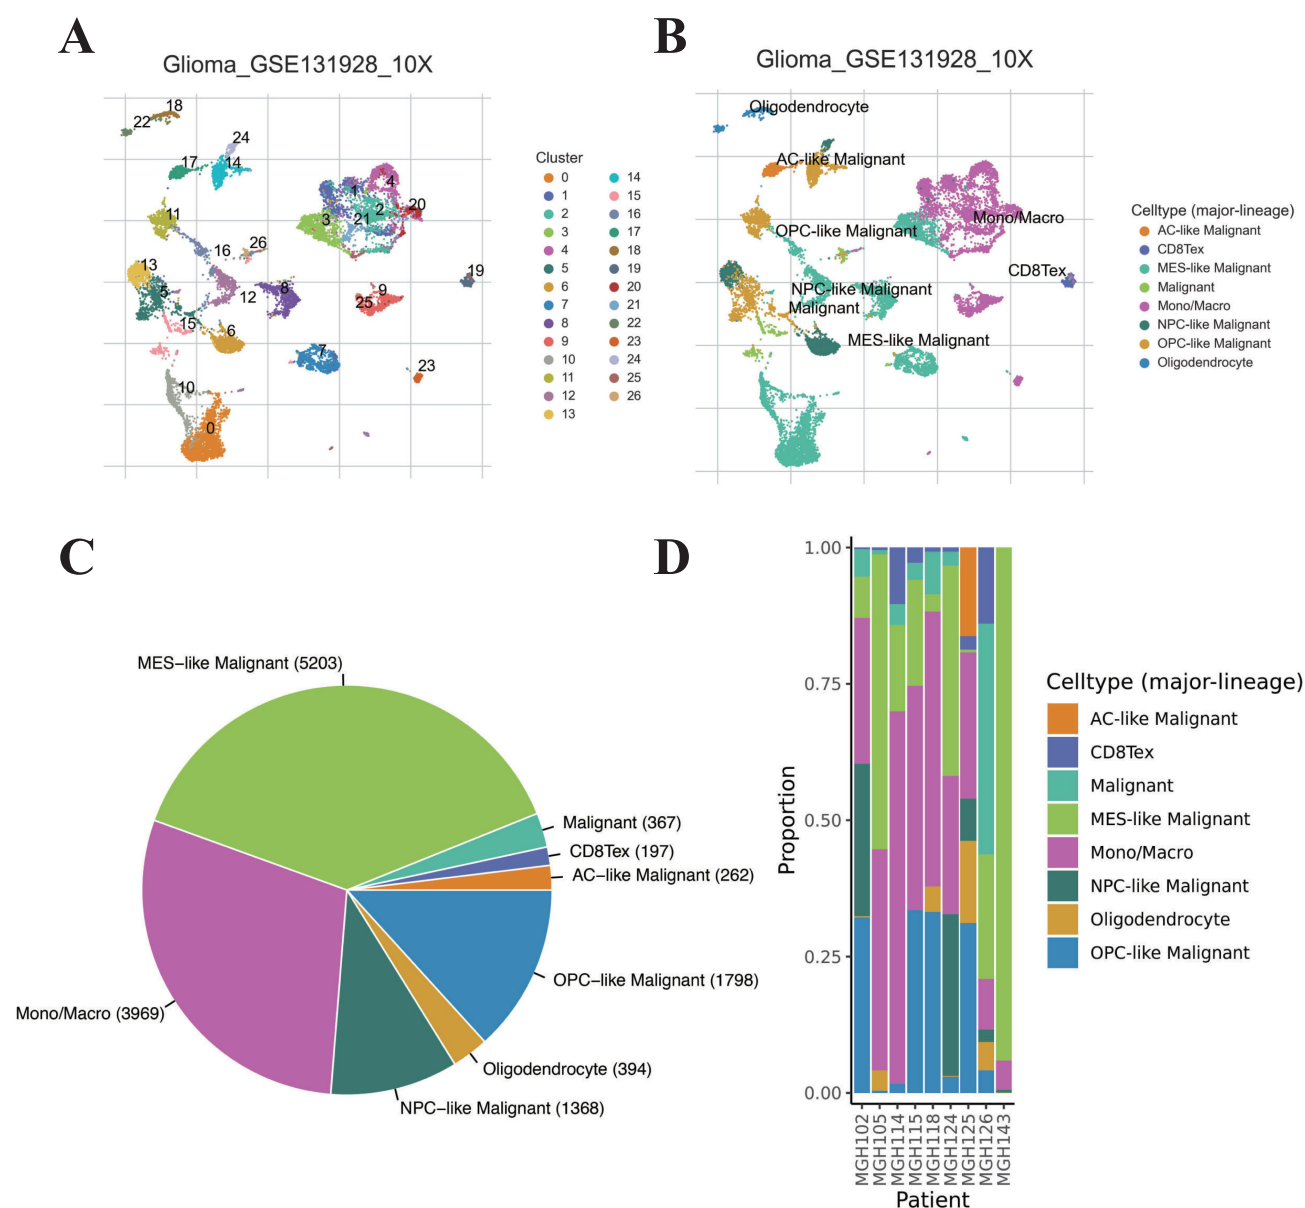 A
Glioma_GSE131928_10X
18
22
24
17
14
1
4
3
2
20
21
11
16
26
13
5
12
8
9
25
19
15
6
7
23
10
0
Cluster
0
1
2
3
4
5
6
7
8
9
10
11
12
13
14
15
16
17
18
19
20
21
22
23
24
25
26
B
Glioma_GSE131928_10X
Oligodendrocyte
AC-like Malignant
Mono/Macro
OPC-like Malignant
CD8Tex
NPC-like Malignant
Malignant
MES-like Malignant
Celltype (major-lineage)
AC-like Malignant
CD8Tex
MES-like Malignant
Malignant
Mono/Macro
NPC-like Malignant
OPC-like Malignant
Oligodendrocyte
C
MES−like Malignant (5203)
Malignant (367)
CD8Tex (197)
AC−like Malignant (262)
OPC−like Malignant (1798)
Mono/Macro (3969)
Oligodendrocyte (394)
NPC−like Malignant (1368)
D
1.00
0.75
0.50
0.25
0.00
Proportion
MGH102
MGH105
MGH114
MGH115
MGH118
MGH124
MGH125
MGH126
MGH143
Patient
Celltype (major-lineage)
AC-like Malignant
CD8Tex
Malignant
MES-like Malignant
Mono/Macro
NPC-like Malignant
Oligodendrocyte
OPC-like Malignant